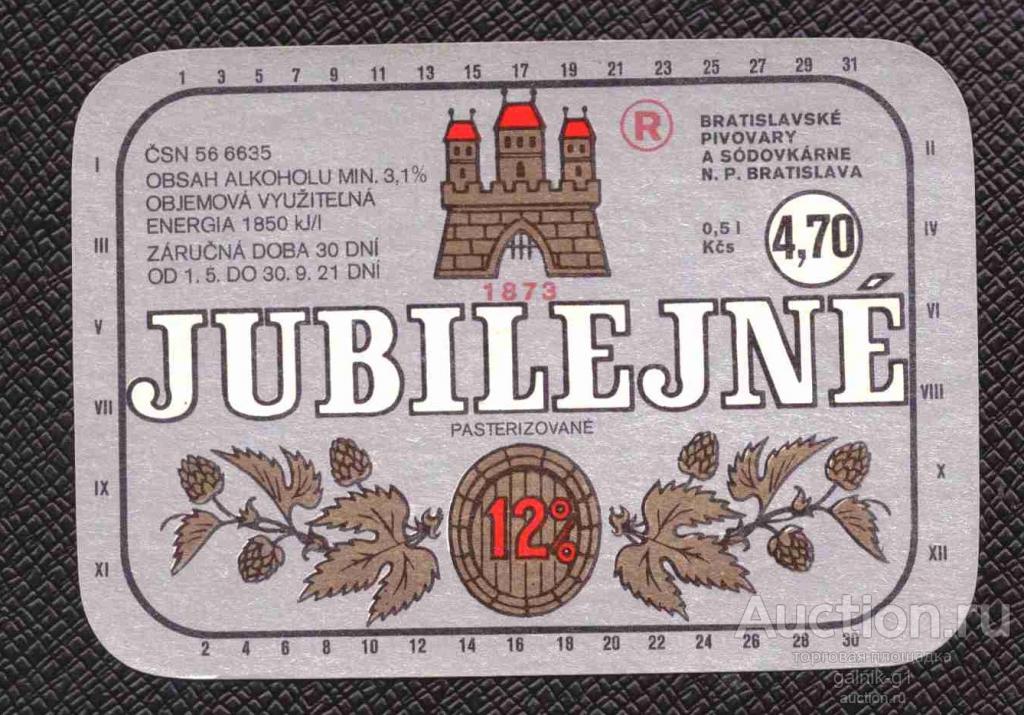 1 3 5 7 9 11 13 15 17 19 21 23 25 27 29 31
I
III
V
VII
IX
XI
ČSN 56 6635
OBSAH ALKOHOLU MIN. 3,1%
OBJEMOVÁ VYUŽITEĽNÁ
ENERGIA 1850 kJ/l
ZÁRUČNÁ DOBA 30 DNÍ
OD 1. 5. DO 30. 9. 21 DNÍ
R
BRATISLAVSKÉ
PIVOVARY
A SÓDOVKÁRNE
N. P. BRATISLAVA
0,5 l
Kčs
4,70
1873
JUBILEJNÉ
PASTERIZOVANÉ
12%
II
IV
VI
VIII
X
XII
2 4 6 8 10 12 14 16 18 20 22 24 26 28 30
Auction.ru
торговая площадка
galnik-g1
auction.ru